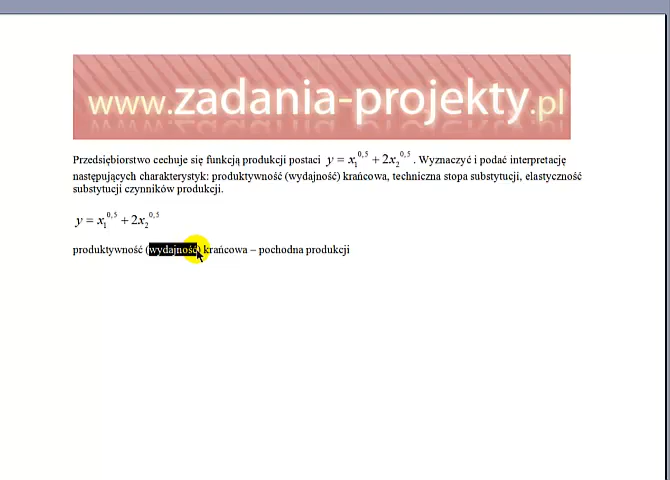 www.zadania-projekty.pl
Przedsiębiorstwo cechuje się funkcją produkcji postaci y = x₁^0,5 + 2x₂^0,5 . Wyznaczyć i podać interpretację
następujących charakterystyk: produktywność (wydajność) krańcowa, techniczna stopa substytucji, elastyczność
substytucji czynników produkcji.
y = x₁^0,5 + 2x₂^0,5
produktywność (wydajność) krańcowa – pochodna produkcji